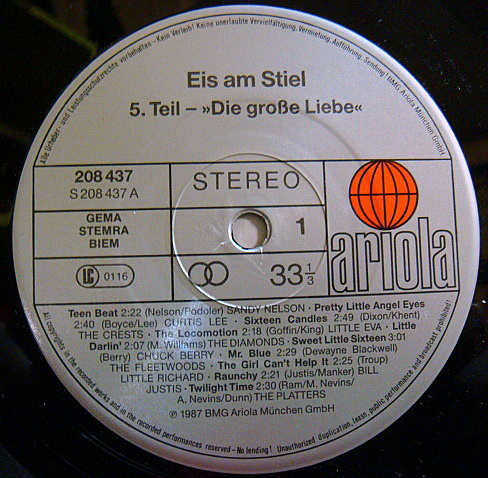 Alle Urheber- und Leistungsschutzrechte vorbehalten - Kein Verleih! Keine unerlaubte Vervielfältigung, Vermietung, Aufführung, Sendung! BMG Ariola München GmbH
Eis am Stiel
5. Teil – »Die große Liebe«
208 437
S 208 437 A
STEREO
GEMA
STEMRA
BIEM
1
LC 0116
33 1/3
ariola
Teen Beat 2:22 (Nelson/Podoler) SANDY NELSON · Pretty Little Angel Eyes
2:40 (Boyce/Lee) CURTIS LEE · Sixteen Candles 2:49 (Dixon/Khent)
THE CRESTS · The Locomotion 2:18 (Goffin/King) LITTLE EVA · Little
Darlin' 2:07 (M. Williams) THE DIAMONDS · Sweet Little Sixteen 3:01
(Berry) CHUCK BERRY · Mr. Blue 2:29 (Dewayne Blackwell)
THE FLEETWOODS · The Girl Can't Help It 2:25 (Troup)
LITTLE RICHARD · Raunchy 2:21 (Justis/Manker) BILL
JUSTIS · Twilight Time 2:30 (Ram/M. Nevins/
A. Nevins/Dunn) THE PLATTERS
℗ 1987 BMG Ariola München GmbH
All copyrights in the recorded works and in the recorded performances reserved – No lending! Unauthorized duplication, lease, public performance and broadcast prohibited!